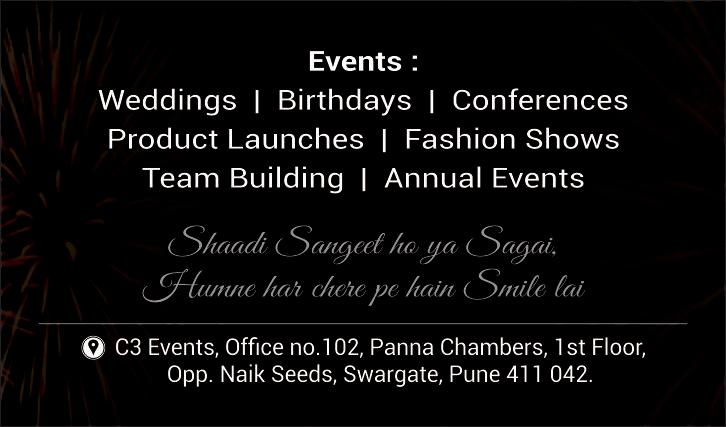 Events :
Weddings | Birthdays | Conferences
Product Launches | Fashion Shows
Team Building | Annual Events
Shaadi Sangeet ho ya Sagai,
Humne har chere pe hain Smile lai
C3 Events, Office no.102, Panna Chambers, 1st Floor,
Opp. Naik Seeds, Swargate, Pune 411 042.